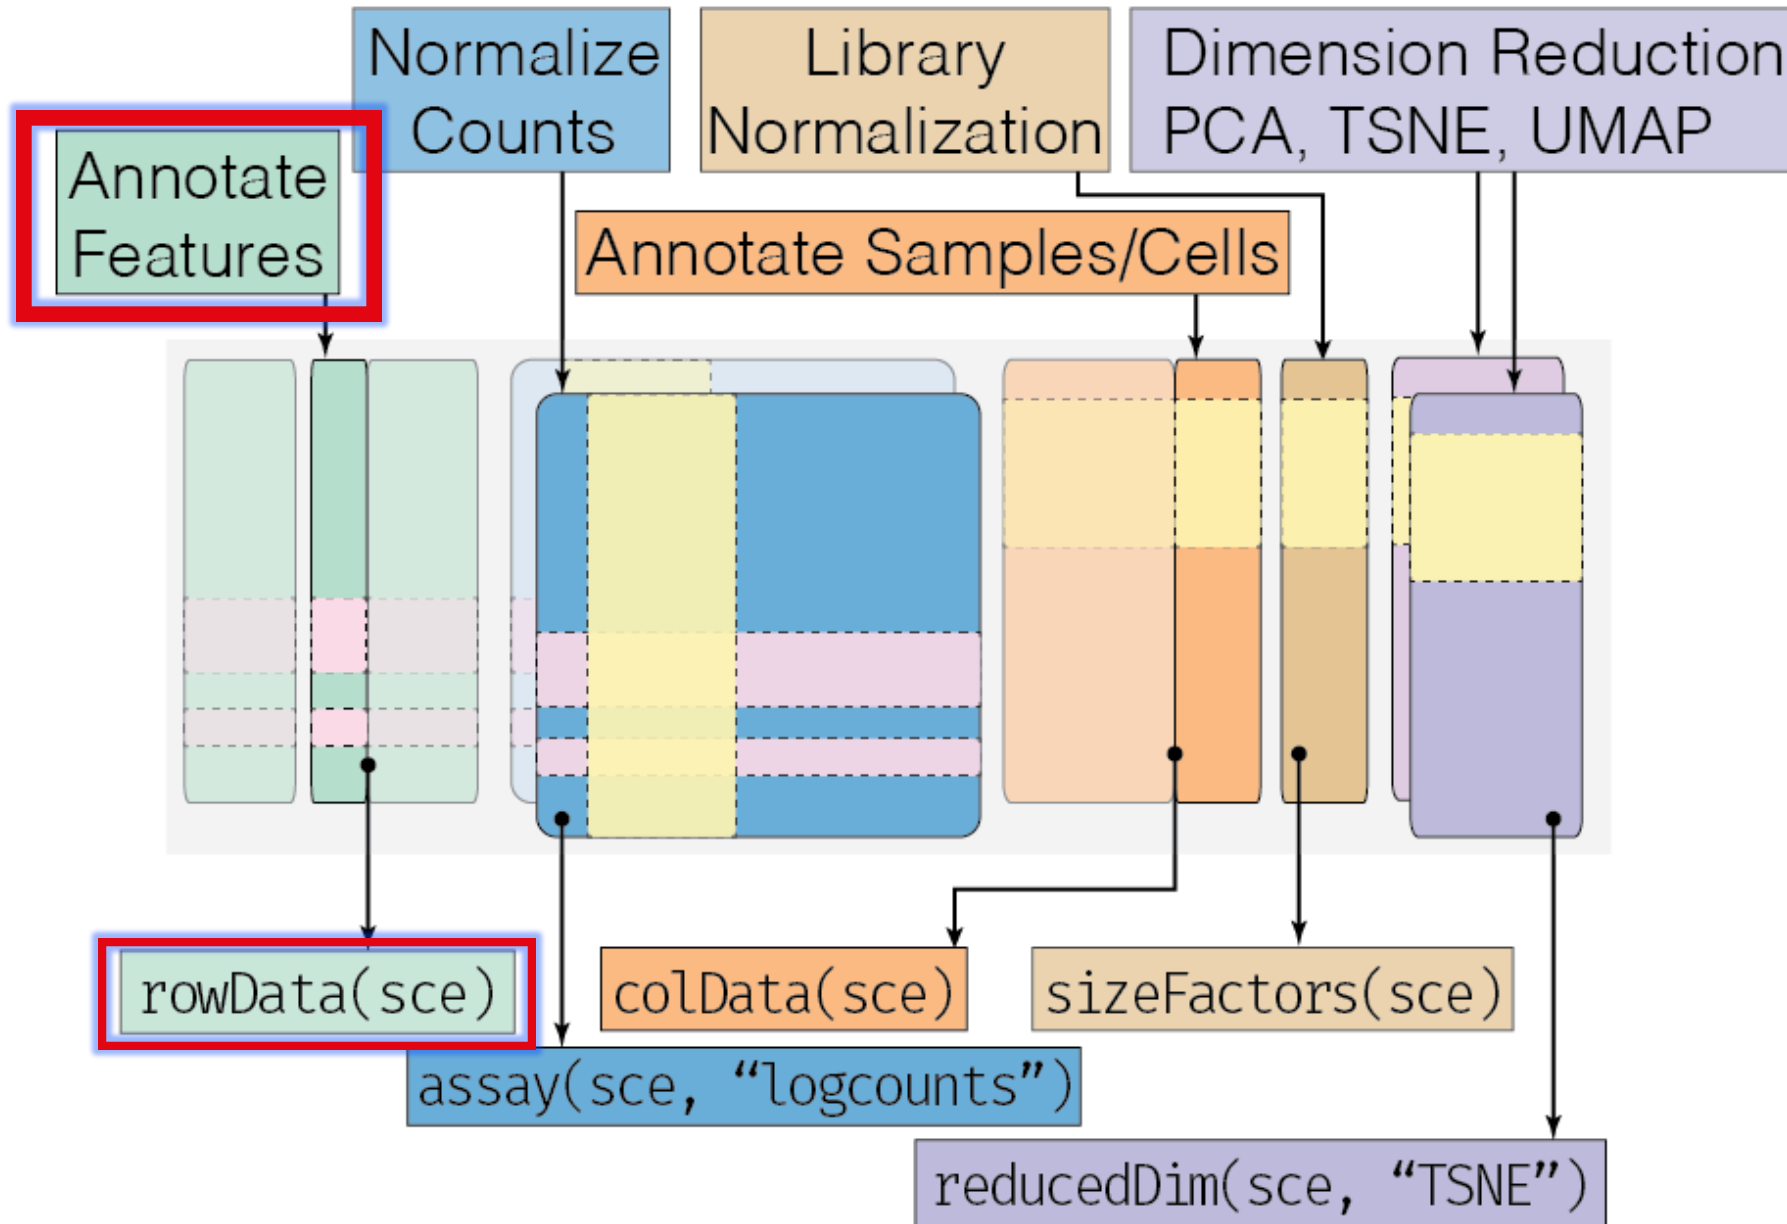 Normalize
Counts
Library
Normalization
Dimension Reduction
PCA, TSNE, UMAP
Annotate
Features
Annotate Samples/Cells
rowData(sce)
colData(sce)
sizeFactors(sce)
assay(sce, “logcounts”)
reducedDim(sce, “TSNE”)